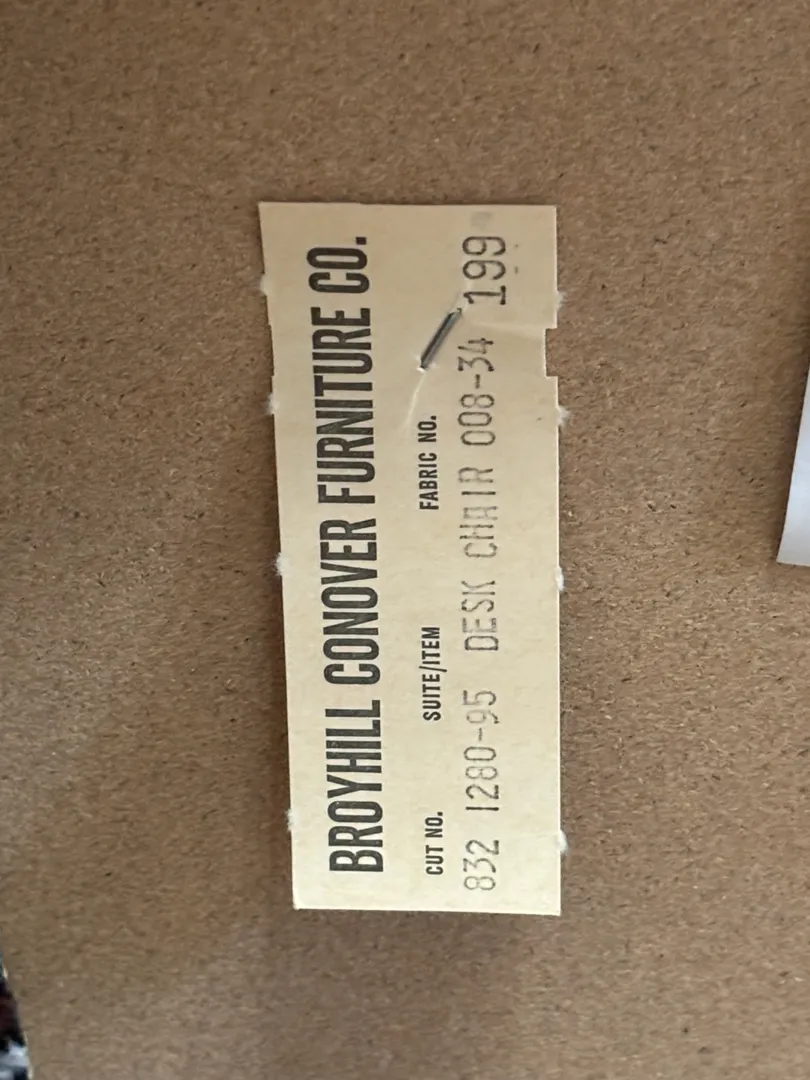 BROYHILL CONOVER FURNITURE CO.
CUT NO. SUITE/ITEM FABRIC NO.
832 1280-95 DESK CHAIR 008-34 199